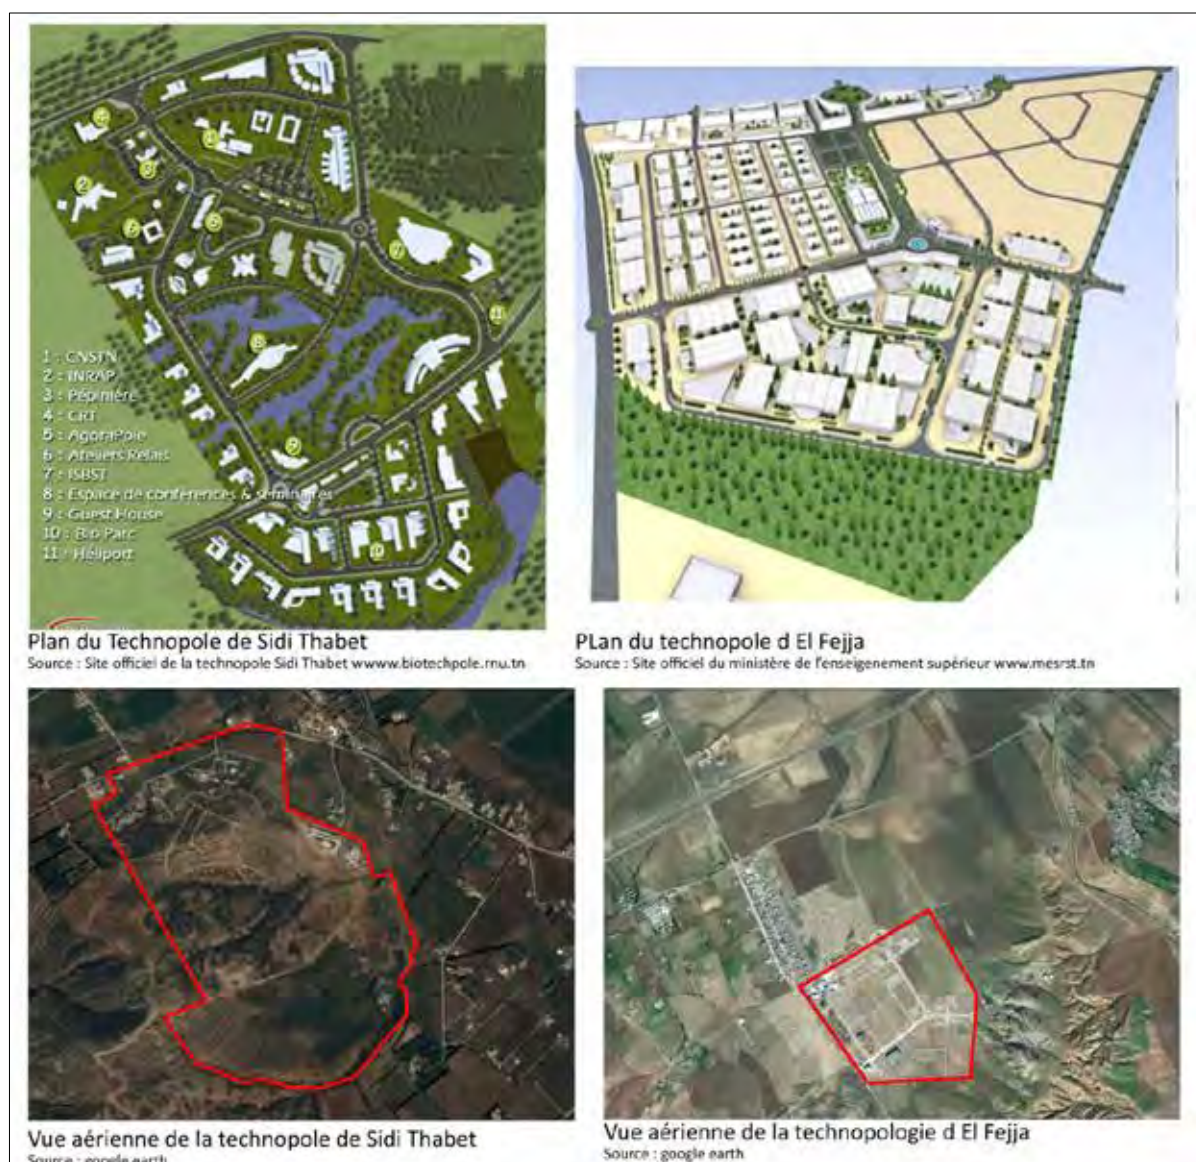 1 : CNSTN
2 : INRAP
3 : Pépinière
4 : CRT
5 : AgoraPole
6 : Ateliers Relais
7 : ISBST
8 : Espace de conférences & séminaires
9 : Guest House
10 : Bio Parc
11 : Héliport
Plan du Technopole de Sidi Thabet
Source : Site officiel de la technopole Sidi Thabet wwww.biotechpole.rnu.tn
PLan du technopole d El Fejja
Source : Site officiel du ministère de l'enseigenement supérieur www.mesrst.tn
Vue aérienne de la technopole de Sidi Thabet
Source : google earth
Vue aérienne de la technopologie d El Fejja
Source : google earth